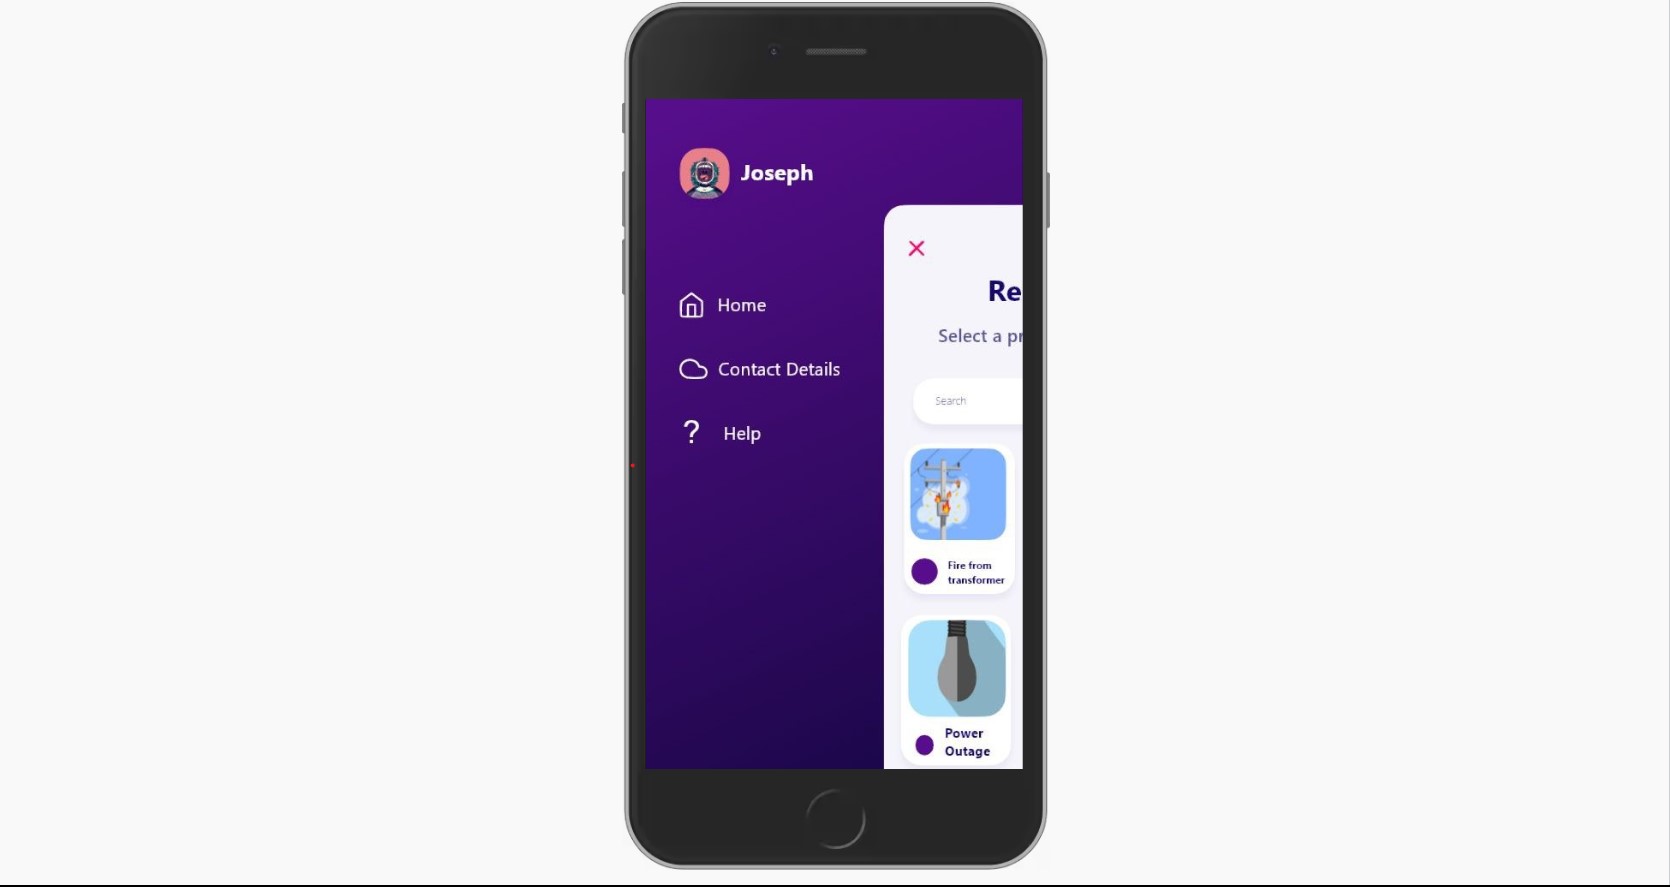 Joseph
Home
Contact Details
Help
Re
Select a pr
Search
Fire from
transformer
Power
Outage